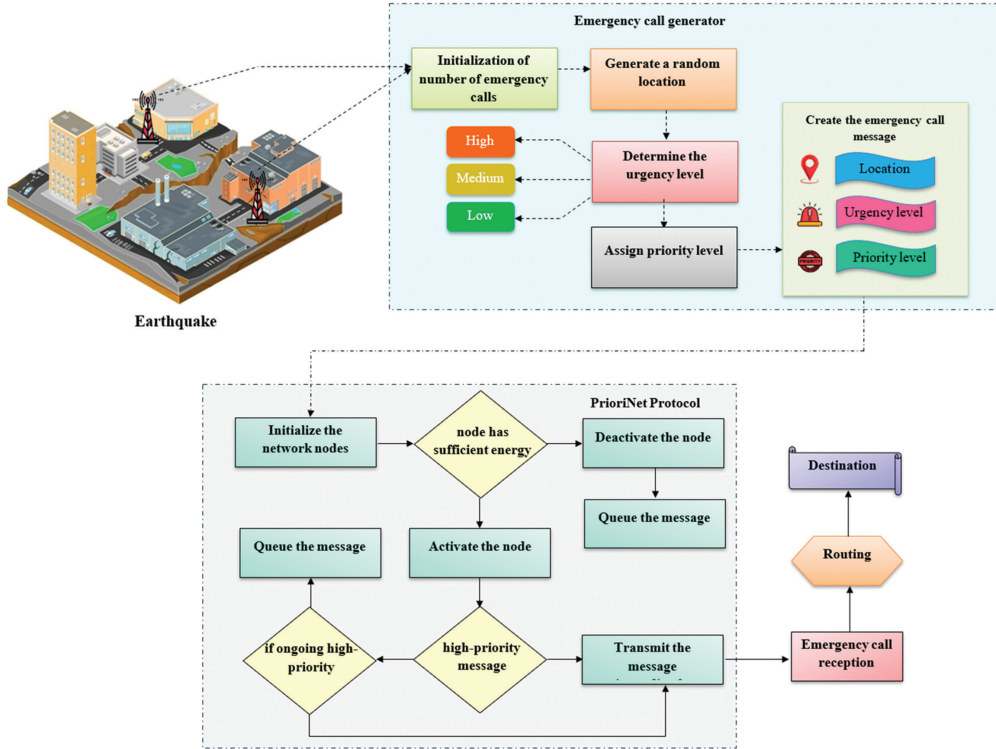 Emergency call generator
Initialization of
number of emergency
calls
Generate a random
location
High
Medium
Low
Determine the
urgency level
Assign priority level
Create the emergency call
message
Location
Urgency level
PRIORITY
Priority level
Earthquake
PrioriNet Protocol
Initialize the
network nodes
node has
sufficient energy
Deactivate the node
Queue the message
Queue the message
Activate the node
if ongoing high-
priority
high-priority
message
Transmit the
message
Destination
Routing
Emergency call
reception